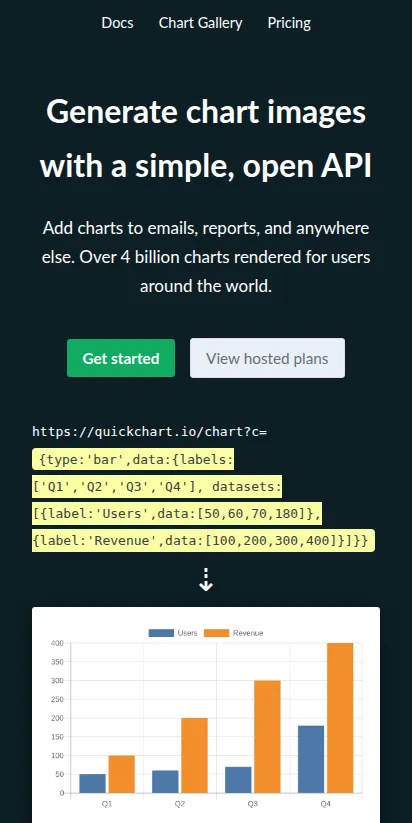 Docs Chart Gallery Pricing
Generate chart images
with a simple, open API
Add charts to emails, reports, and anywhere
else. Over 4 billion charts rendered for users
around the world.
Get started View hosted plans
https://quickchart.io/chart?c=
{type:'bar',data:{labels:
['Q1','Q2','Q3','Q4'], datasets:
[{label:'Users',data:[50,60,70,180]},
{label:'Revenue',data:[100,200,300,400]}]}}
Users Revenue
400
350
300
250
200
150
100
50
0
Q1 Q2 Q3 Q4